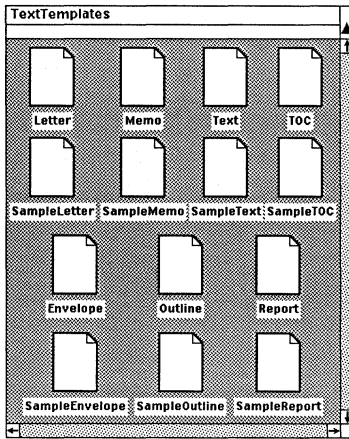 TextTemplates
Letter Memo Text TOC
SampleLetter SampleMemo SampleText SampleTOC
Envelope Outline Report
SampleEnvelope SampleOutline SampleReport